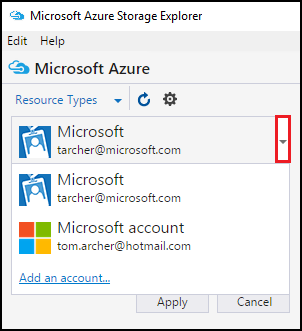 Microsoft Azure Storage Explorer
Edit Help
Microsoft Azure
Resource Types
Microsoft
tarcher@microsoft.com
Microsoft
tarcher@microsoft.com
Microsoft account
tom.archer@hotmail.com
Add an account...
Apply Cancel